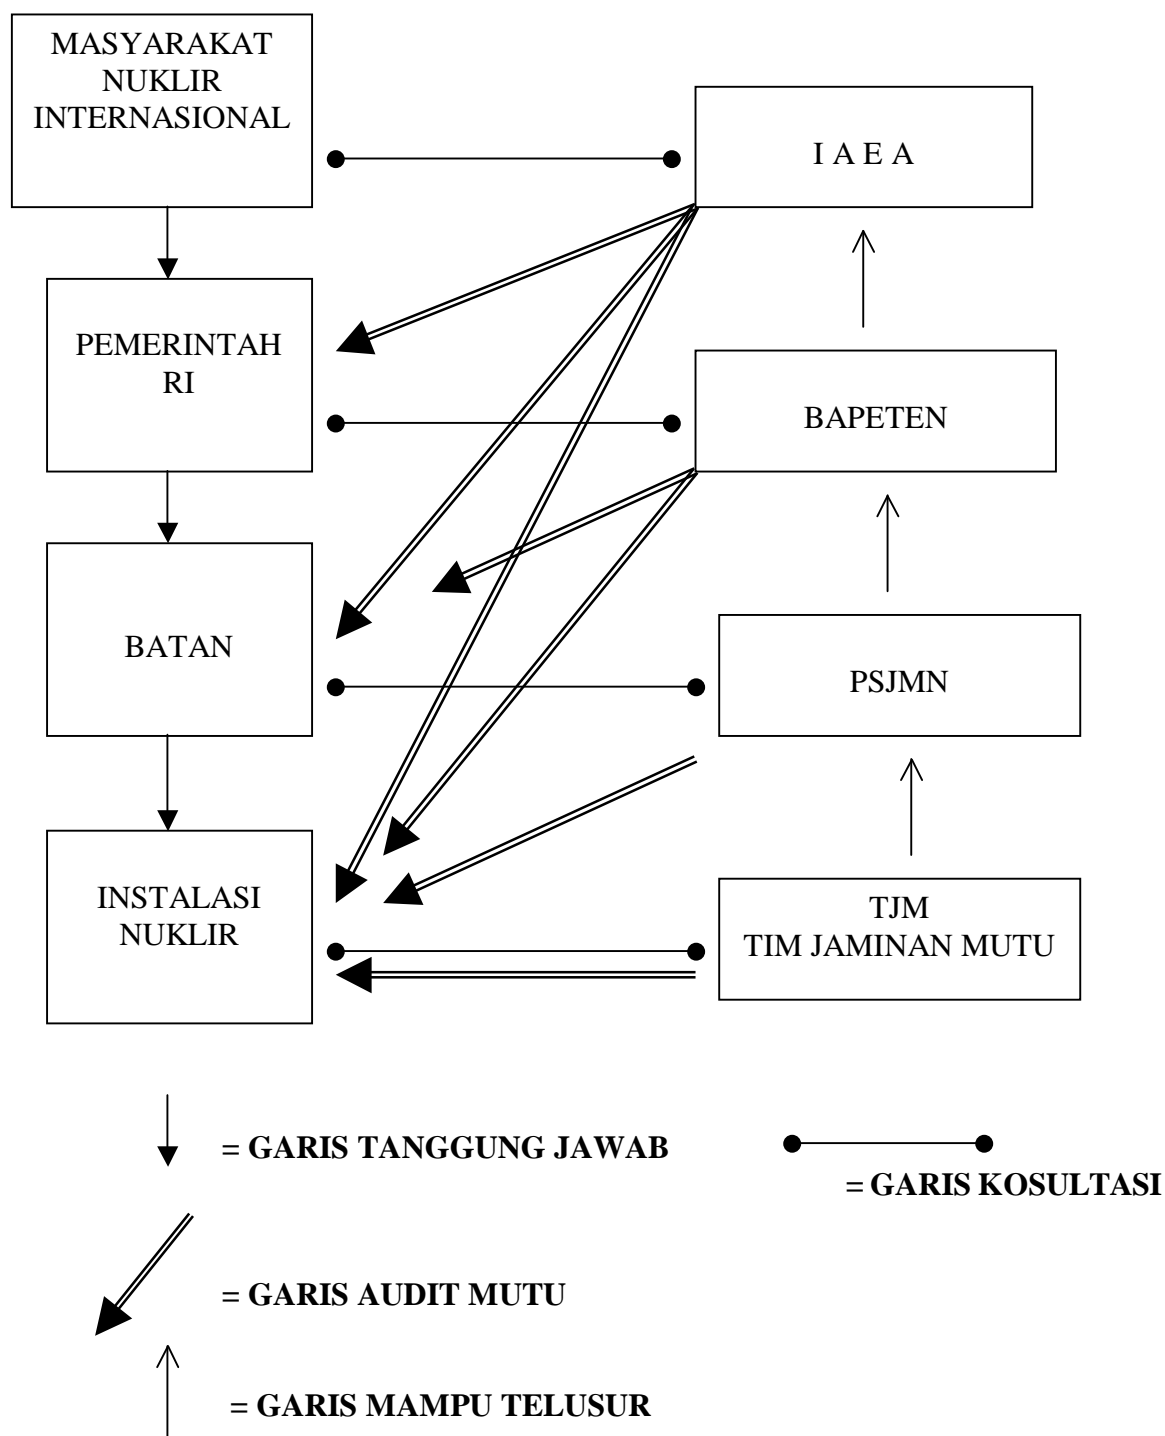 MASYARAKAT
NUKLIR
INTERNASIONAL
I A E A
PEMERINTAH
RI
BAPETEN
BATAN
PSJMN
INSTALASI
NUKLIR
TJM
TIM JAMINAN MUTU
= GARIS TANGGUNG JAWAB
= GARIS KOSULTASI
= GARIS AUDIT MUTU
= GARIS MAMPU TELUSUR